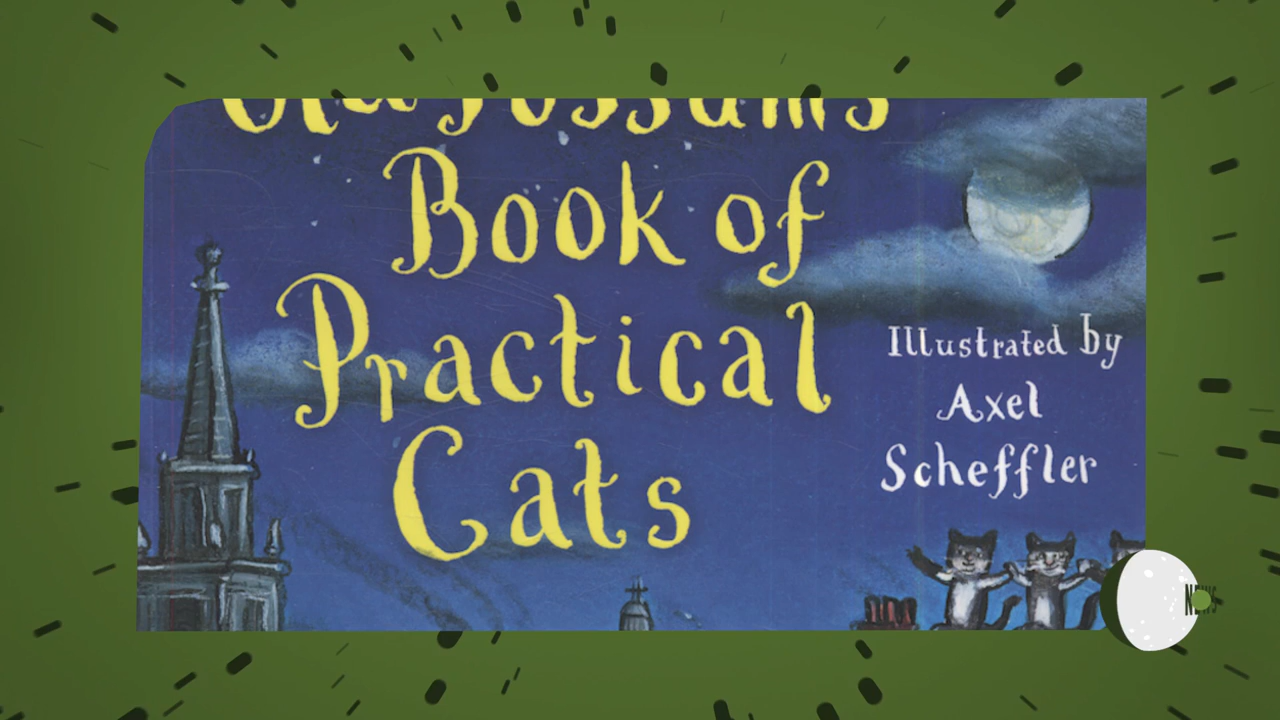 Book of
Practical
Cats
Illustrated by
Axel
Scheffler